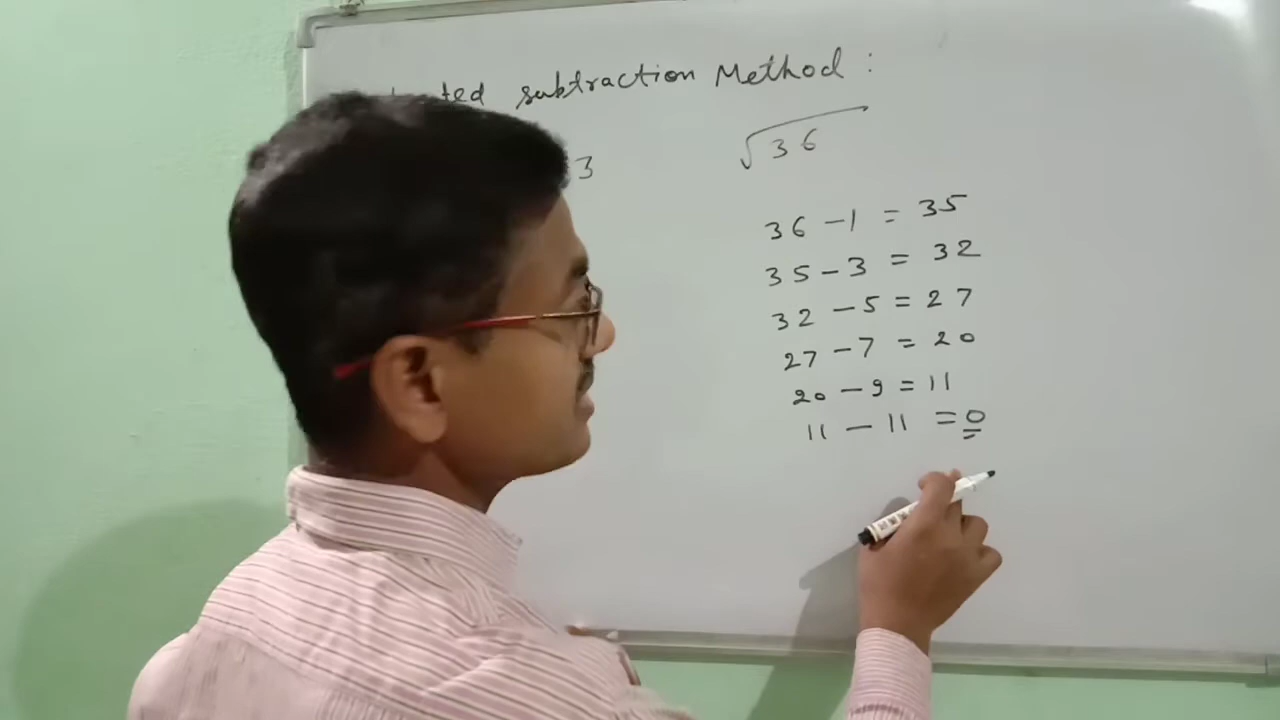 subtraction Method :
3
√36
36 - 1 = 35
35 - 3 = 32
32 - 5 = 27
27 - 7 = 20
20 - 9 = 11
11 - 11 = 0